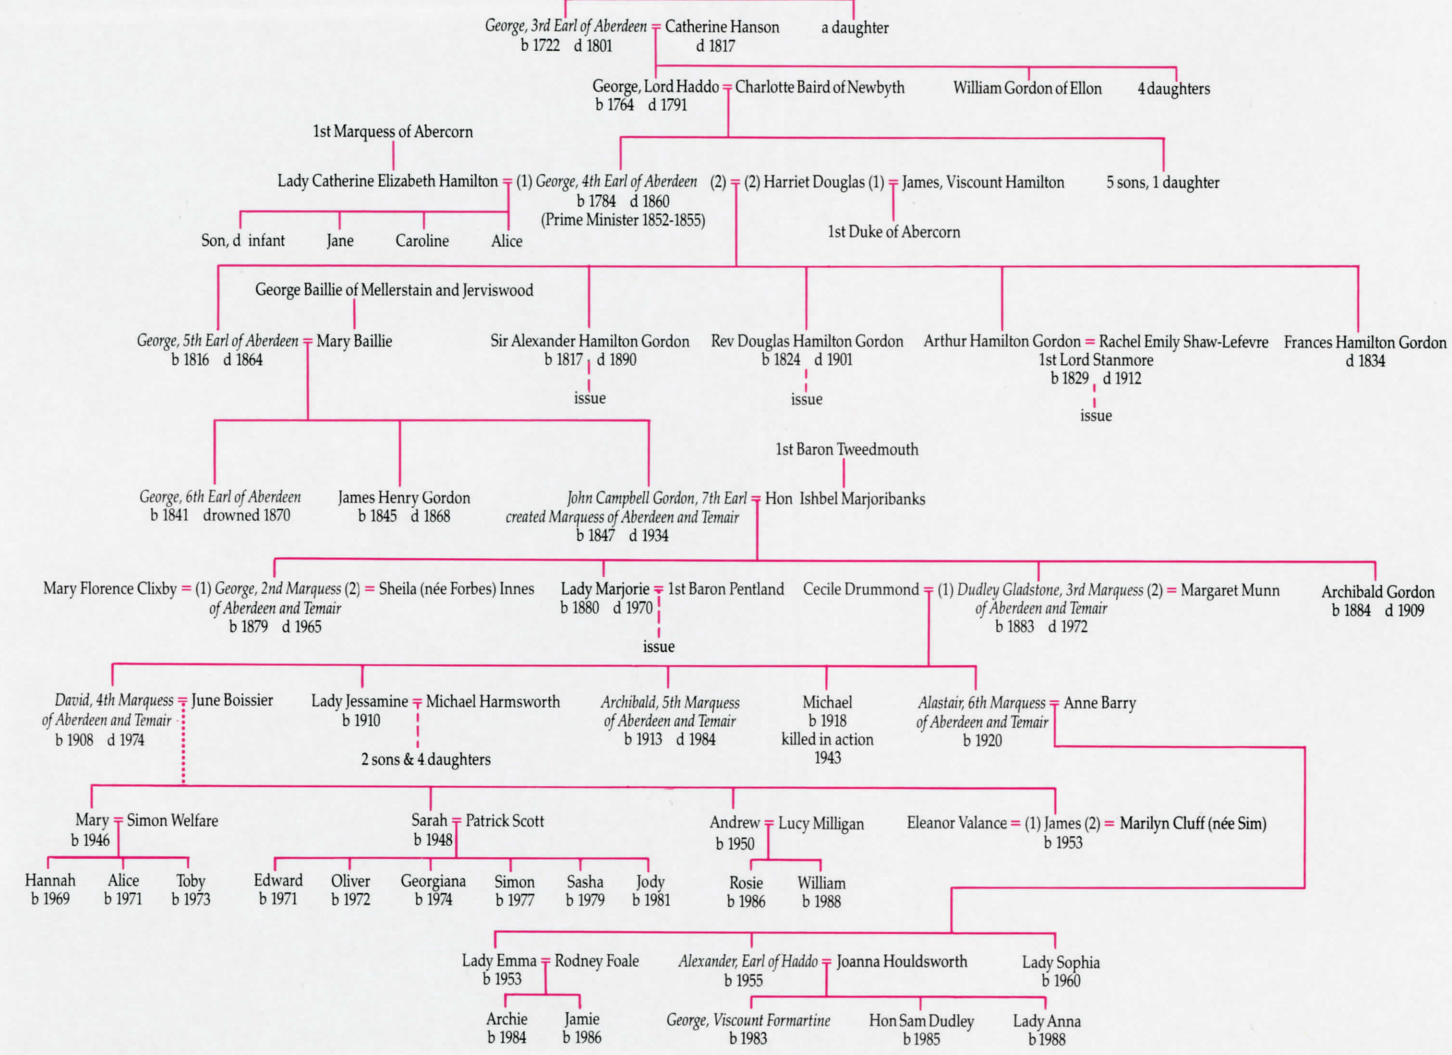 George, 3rd Earl of Aberdeen = Catherine Hanson a daughter
b 1722 d 1801 d 1817
George, Lord Haddo = Charlotte Baird of Newbyth William Gordon of Ellon 4 daughters
b 1764 d 1791
1st Marquess of Abercorn
Lady Catherine Elizabeth Hamilton = (1) George, 4th Earl of Aberdeen (2) = (2) Harriet Douglas (1) = James, Viscount Hamilton 5 sons, 1 daughter
b 1784 d 1860
(Prime Minister 1852-1855)
1st Duke of Abercorn
Son, d infant Jane Caroline Alice
George Baillie of Mellerstain and Jerviswood
George, 5th Earl of Aberdeen = Mary Baillie Sir Alexander Hamilton Gordon Rev Douglas Hamilton Gordon Arthur Hamilton Gordon = Rachel Emily Shaw-Lefevre Frances Hamilton Gordon
b 1816 d 1864 b 1817 d 1890 b 1824 d 1901 1st Lord Stanmore d 1834
b 1829 d 1912
issue issue
issue
1st Baron Tweedmouth
George, 6th Earl of Aberdeen James Henry Gordon John Campbell Gordon, 7th Earl = Hon Ishbel Marjoribanks
b 1841 drowned 1870 b 1845 d 1868 created Marquess of Aberdeen and Temair
b 1847 d 1934
Mary Florence Clixby = (1) George, 2nd Marquess (2) = Sheila (née Forbes) Innes Lady Marjorie = 1st Baron Pentland Cecile Drummond = (1) Dudley Gladstone, 3rd Marquess (2) = Margaret Munn Archibald Gordon
of Aberdeen and Temair b 1880 d 1970 of Aberdeen and Temair b 1884 d 1909
b 1879 d 1965 b 1883 d 1972
issue
David, 4th Marquess = June Boissier Lady Jessamine = Michael Harmsworth Archibald, 5th Marquess Michael Alastair, 6th Marquess = Anne Barry
of Aberdeen and Temair b 1910 of Aberdeen and Temair b 1918 of Aberdeen and Temair
b 1908 d 1974 b 1913 d 1984 killed in action b 1920
2 sons & 4 daughters 1943
Mary = Simon Welfare Sarah = Patrick Scott Andrew = Lucy Milligan Eleanor Valance = (1) James (2) = Marilyn Cluff (née Sim)
b 1946 b 1948 b 1950 b 1953
Hannah Alice Toby Edward Oliver Georgiana Simon Sasha Jody Rosie William
b 1969 b 1971 b 1973 b 1971 b 1972 b 1974 b 1977 b 1979 b 1981 b 1986 b 1988
Lady Emma = Rodney Foale Alexander, Earl of Haddo = Joanna Houldsworth Lady Sophia
b 1953 b 1955 b 1960
Archie Jamie George, Viscount Formartine Hon Sam Dudley Lady Anna
b 1984 b 1986 b 1983 b 1985 b 1988